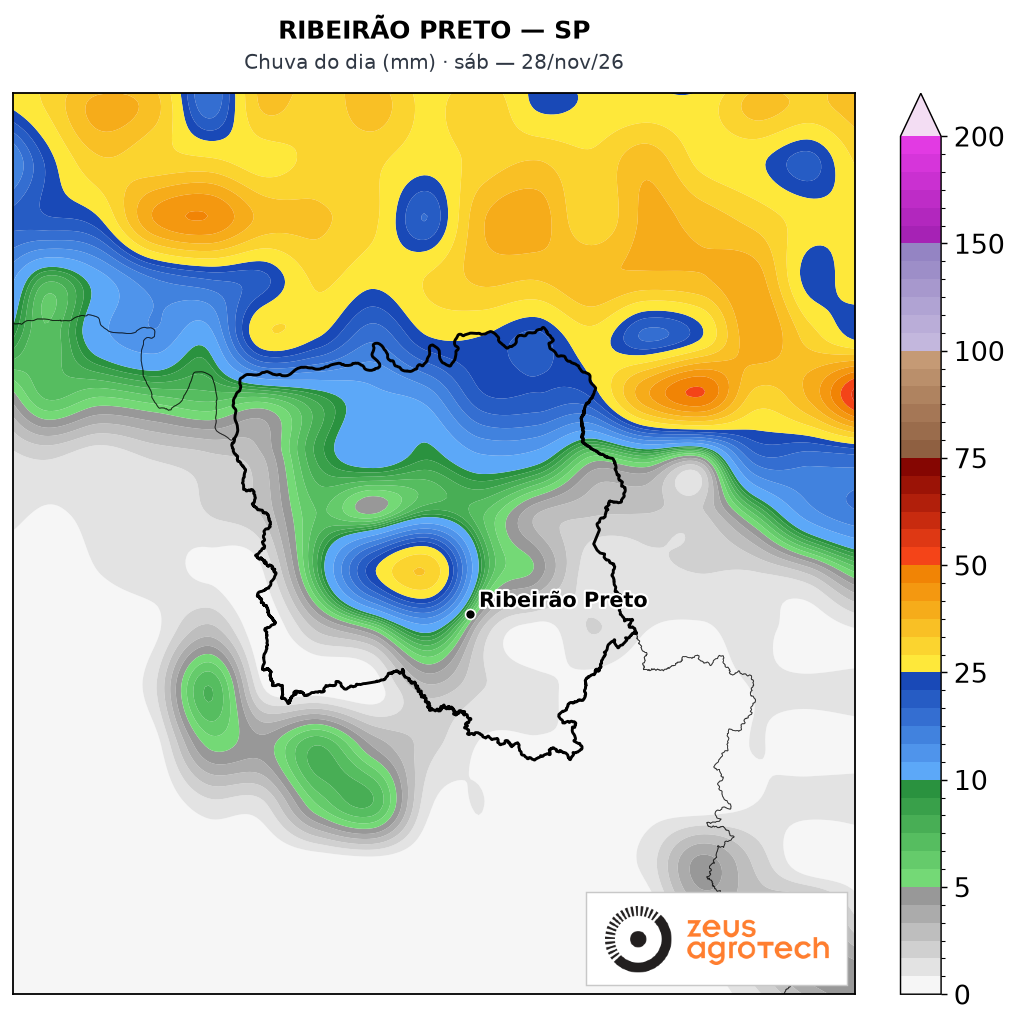 RIBEIRÃO PRETO — SP
Chuva do dia (mm) · sáb — 28/nov/26
200
150
100
75
50
25
10
5
0
Ribeirão Preto
zeus
agrotech